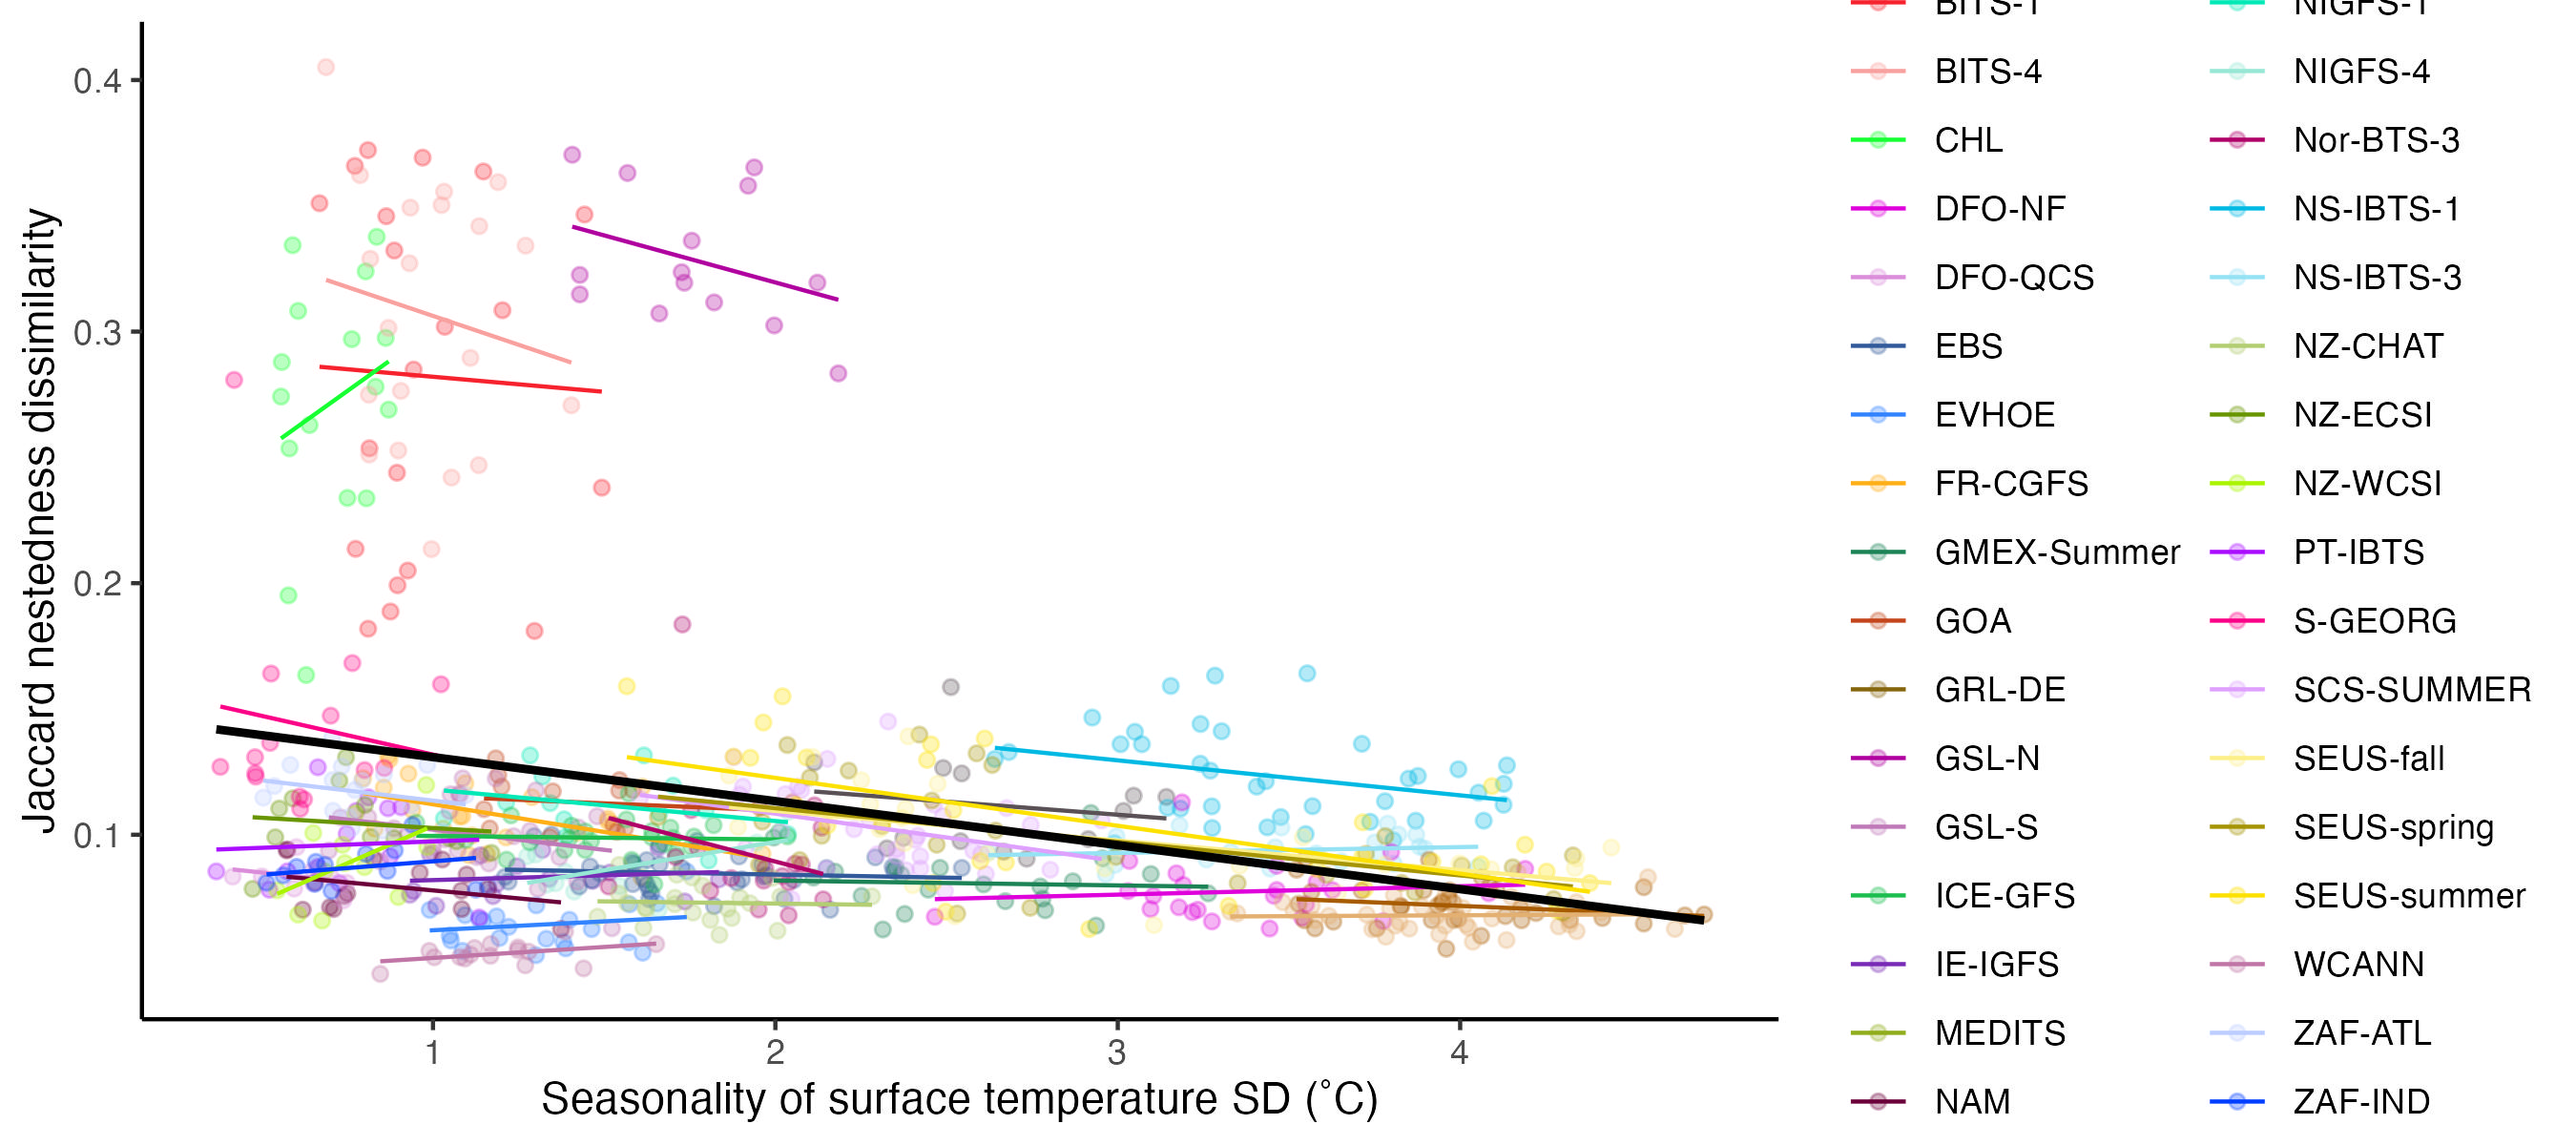 BITS-1 NIGFS-1
BITS-4 NIGFS-4
CHL Nor-BTS-3
DFO-NF NS-IBTS-1
DFO-QCS NS-IBTS-3
EBS NZ-CHAT
EVHOE NZ-ECSI
FR-CGFS NZ-WCSI
GMEX-Summer PT-IBTS
GOA S-GEORG
GRL-DE SCS-SUMMER
GSL-N SEUS-fall
GSL-S SEUS-spring
ICE-GFS SEUS-summer
IE-IGFS WCANN
MEDITS ZAF-ATL
NAM ZAF-IND
Jaccard nestedness dissimilarity
0.4
0.3
0.2
0.1
1 2 3 4
Seasonality of surface temperature SD (˚C)